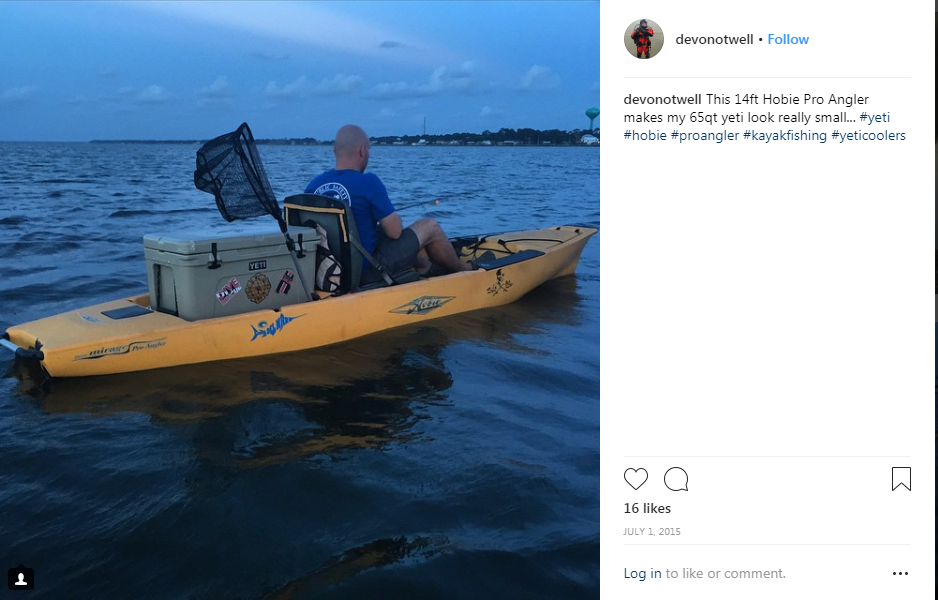 devonotwell • Follow
devonotwell This 14ft Hobie Pro Angler
makes my 65qt yeti look really small... #yeti
#hobie #proangler #kayakfishing #yeticoolers
YETI
mirage Pro Angler
16 likes
JULY 1, 2015
Log in to like or comment.